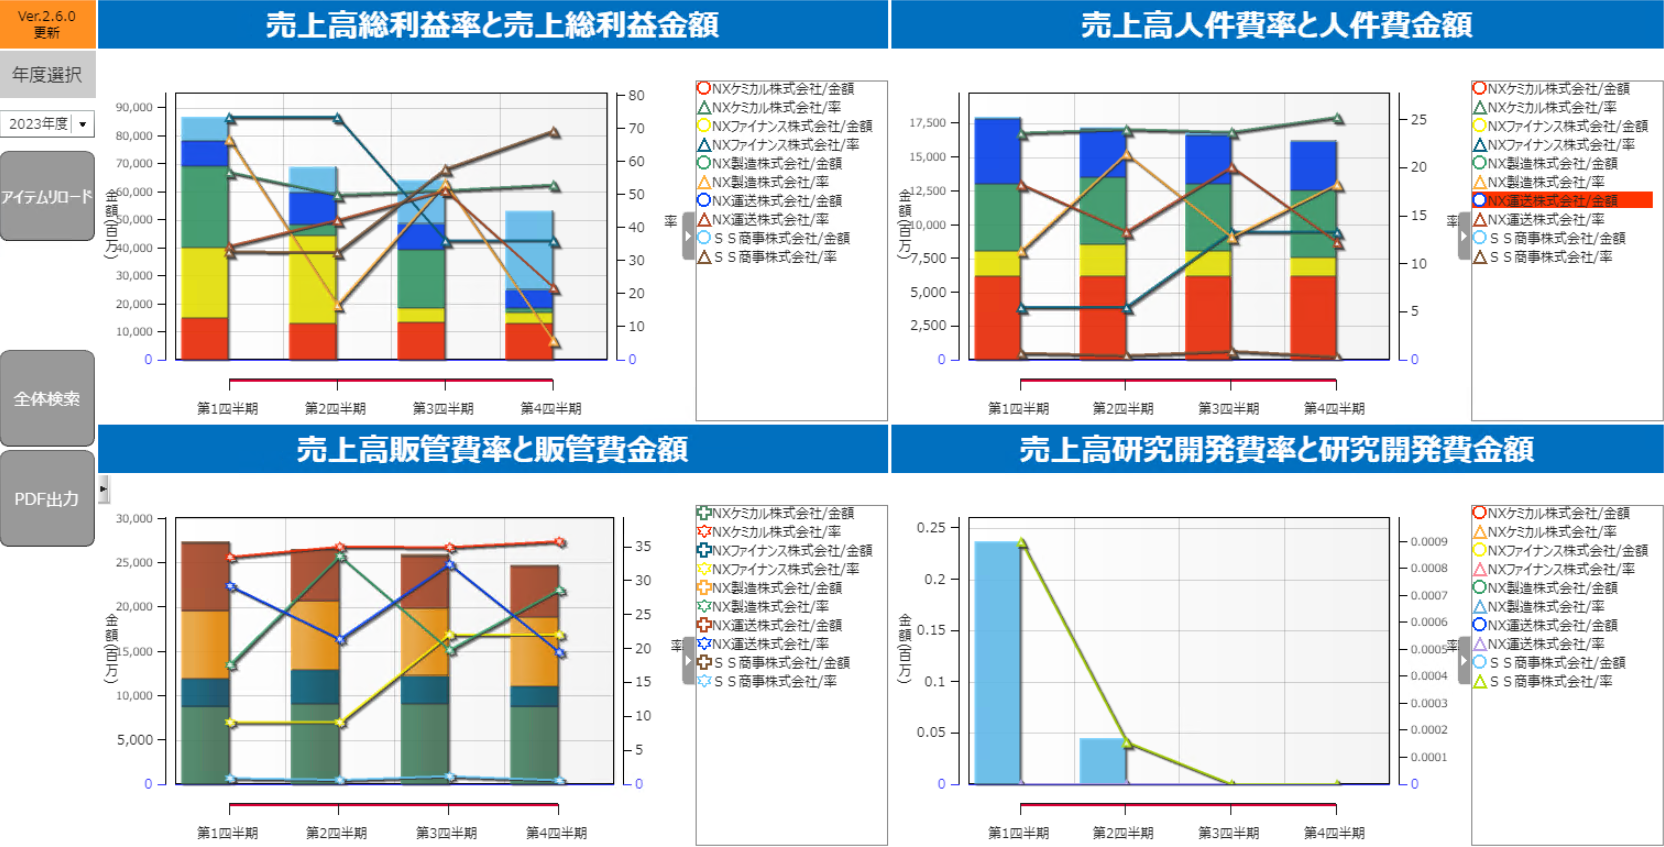 Ver.2.6.0
更新
年度選択
2023年度
アイテムリロード
全体検索
PDF出力
売上高総利益率と売上総利益金額
90,000
80,000
70,000
60,000
50,000
40,000
30,000
20,000
10,000
0
金額(百万)
80
70
60
50
40
30
20
10
0
率
第1四半期
第2四半期
第3四半期
第4四半期
NXケミカル株式会社/金額
NXケミカル株式会社/率
NXファイナンス株式会社/金額
NXファイナンス株式会社/率
NX製造株式会社/金額
NX製造株式会社/率
NX運送株式会社/金額
NX運送株式会社/率
ＳＳ商事株式会社/金額
ＳＳ商事株式会社/率
売上高人件費率と人件費金額
17,500
15,000
12,500
10,000
7,500
5,000
2,500
0
金額(百万)
25
20
15
10
5
0
率
第1四半期
第2四半期
第3四半期
第4四半期
NXケミカル株式会社/金額
NXケミカル株式会社/率
NXファイナンス株式会社/金額
NXファイナンス株式会社/率
NX製造株式会社/金額
NX製造株式会社/率
NX運送株式会社/金額
NX運送株式会社/率
ＳＳ商事株式会社/金額
ＳＳ商事株式会社/率
売上高販管費率と販管費金額
30,000
25,000
20,000
15,000
10,000
5,000
0
金額(百万)
35
30
25
20
15
10
5
0
率
第1四半期
第2四半期
第3四半期
第4四半期
NXケミカル株式会社/金額
NXケミカル株式会社/率
NXファイナンス株式会社/金額
NXファイナンス株式会社/率
NX製造株式会社/金額
NX製造株式会社/率
NX運送株式会社/金額
NX運送株式会社/率
ＳＳ商事株式会社/金額
ＳＳ商事株式会社/率
売上高研究開発費率と研究開発費金額
0.25
0.2
0.15
0.1
0.05
0
金額(百万)
0.0009
0.0008
0.0007
0.0006
0.0005
0.0004
0.0003
0.0002
0.0001
0
率
第1四半期
第2四半期
第3四半期
第4四半期
NXケミカル株式会社/金額
NXケミカル株式会社/率
NXファイナンス株式会社/金額
NXファイナンス株式会社/率
NX製造株式会社/金額
NX製造株式会社/率
NX運送株式会社/金額
NX運送株式会社/率
ＳＳ商事株式会社/金額
ＳＳ商事株式会社/率